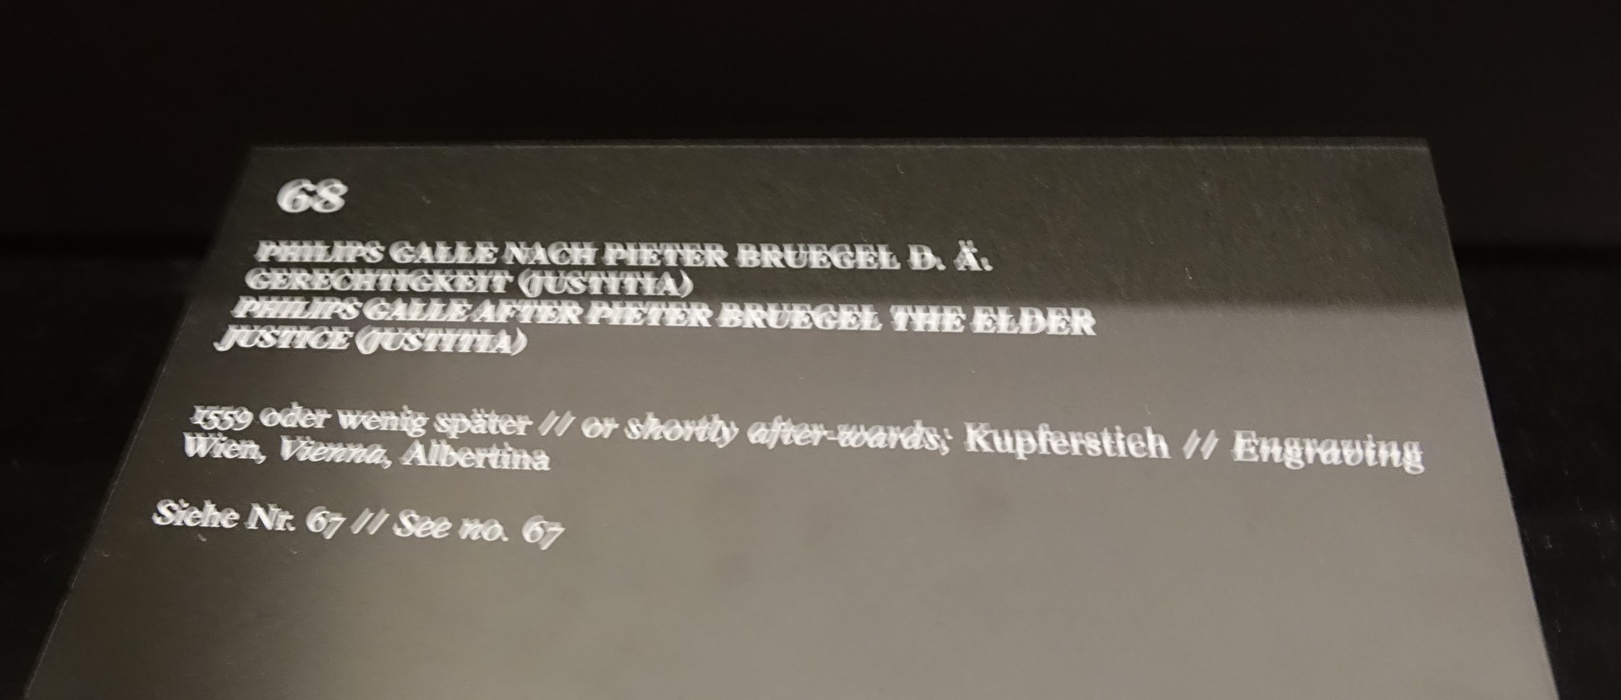 68
PHILIPS GALLE NACH PIETER BRUEGEL D. Ä.
GERECHTIGKEIT (JUSTITIA)
PHILIPS GALLE AFTER PIETER BRUEGEL THE ELDER
JUSTICE (JUSTITIA)
1559 oder wenig später // or shortly after-wards; Kupferstich // Engraving
Wien, Vienna, Albertina
Siehe Nr. 67 // See no. 67